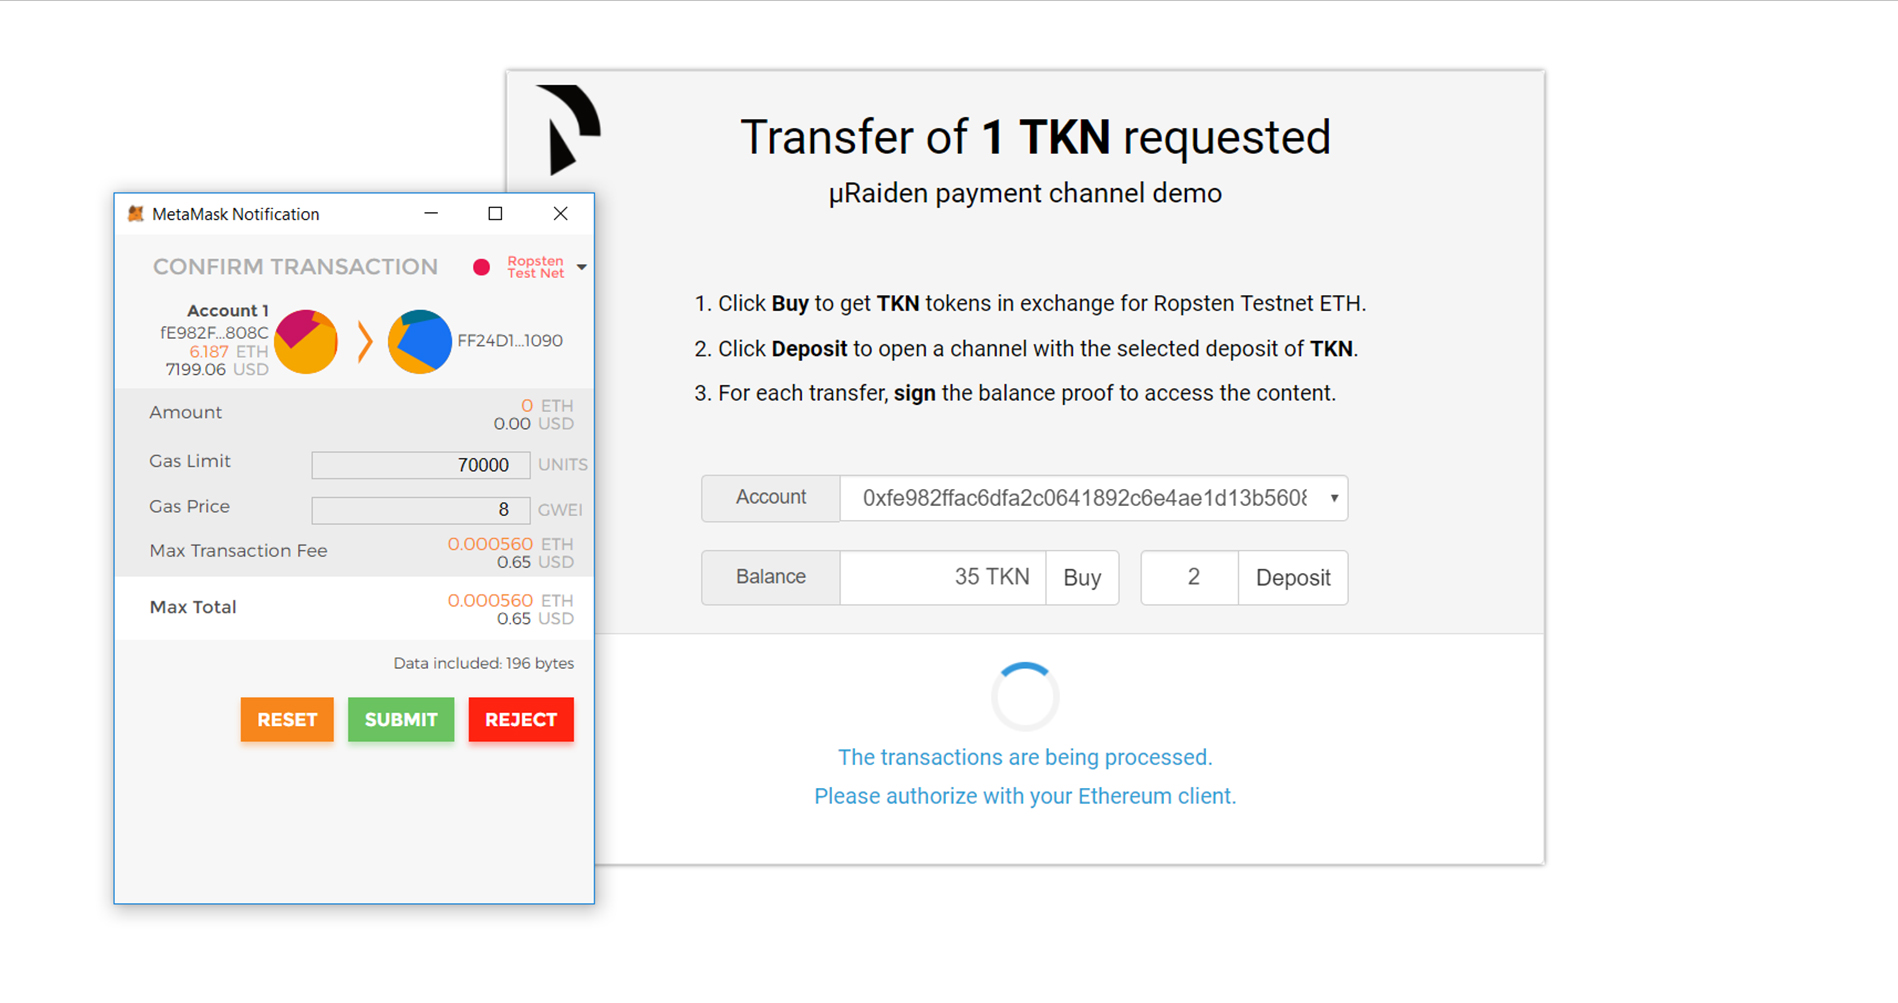 Transfer of 1 TKN requested
µRaiden payment channel demo
1. Click Buy to get TKN tokens in exchange for Ropsten Testnet ETH.
2. Click Deposit to open a channel with the selected deposit of TKN.
3. For each transfer, sign the balance proof to access the content.
Account 0xfe982ffac6dfa2c0641892c6e4ae1d13b5608
Balance 35 TKN Buy 2 Deposit
The transactions are being processed.
Please authorize with your Ethereum client.
MetaMask Notification
CONFIRM TRANSACTION
Ropsten
Test Net
Account 1
fE982F...808C
6.187 ETH
7199.06 USD
FF24D1...1090
Amount
0 ETH
0.00 USD
Gas Limit 70000 UNITS
Gas Price 8 GWEI
Max Transaction Fee
0.000560 ETH
0.65 USD
Max Total
0.000560 ETH
0.65 USD
Data included: 196 bytes
RESET SUBMIT REJECT